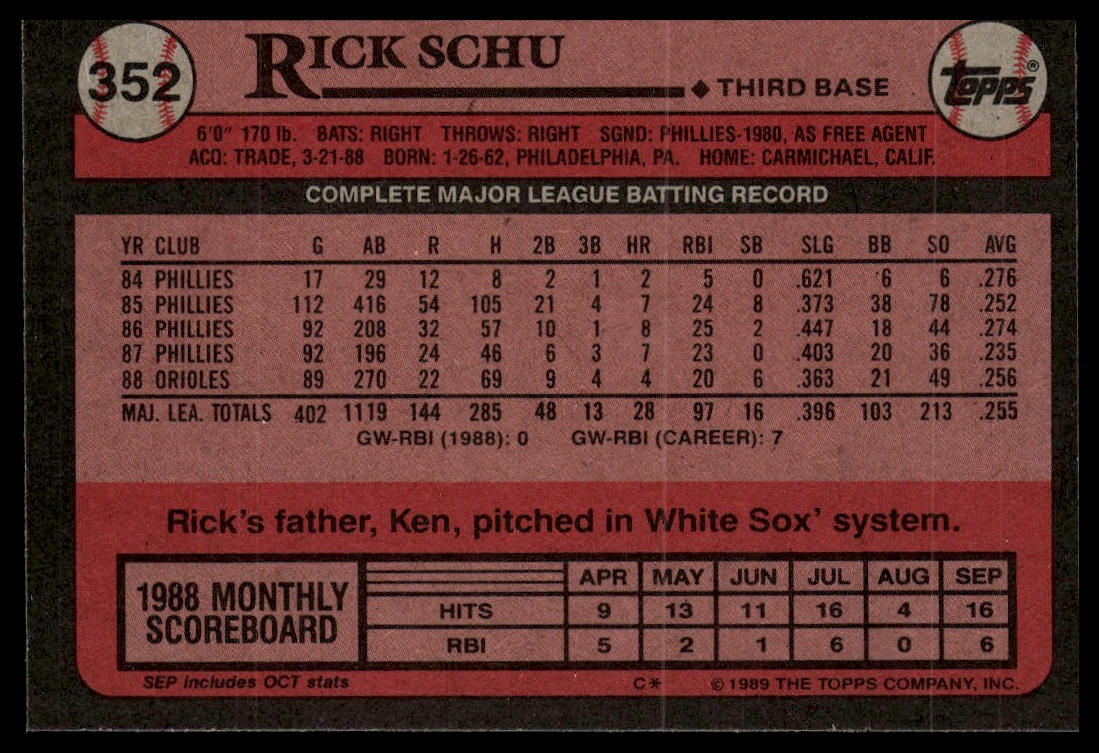 352
RICK SCHU
THIRD BASE
TOPPS®
6'0" 170 lb. BATS: RIGHT THROWS: RIGHT SGND: PHILLIES-1980, AS FREE AGENT
ACQ: TRADE, 3-21-88 BORN: 1-26-62, PHILADELPHIA, PA. HOME: CARMICHAEL, CALIF.
COMPLETE MAJOR LEAGUE BATTING RECORD
YR CLUB G AB R H 2B 3B HR RBI SB SLG BB SO AVG
84 PHILLIES 17 29 12 8 2 1 2 5 0 .621 6 6 .276
85 PHILLIES 112 416 54 105 21 4 7 24 8 .373 38 78 .252
86 PHILLIES 92 208 32 57 10 1 8 25 2 .447 18 44 .274
87 PHILLIES 92 196 24 46 6 3 7 23 0 .403 20 36 .235
88 ORIOLES 89 270 22 69 9 4 4 20 6 .363 21 49 .256
MAJ. LEA. TOTALS 402 1119 144 285 48 13 28 97 16 .396 103 213 .255
GW-RBI (1988): 0 GW-RBI (CAREER): 7
Rick's father, Ken, pitched in White Sox' system.
1988 MONTHLY
SCOREBOARD
APR MAY JUN JUL AUG SEP
HITS 9 13 11 16 4 16
RBI 5 2 1 6 0 6
SEP includes OCT stats
C* © 1989 THE TOPPS COMPANY, INC.